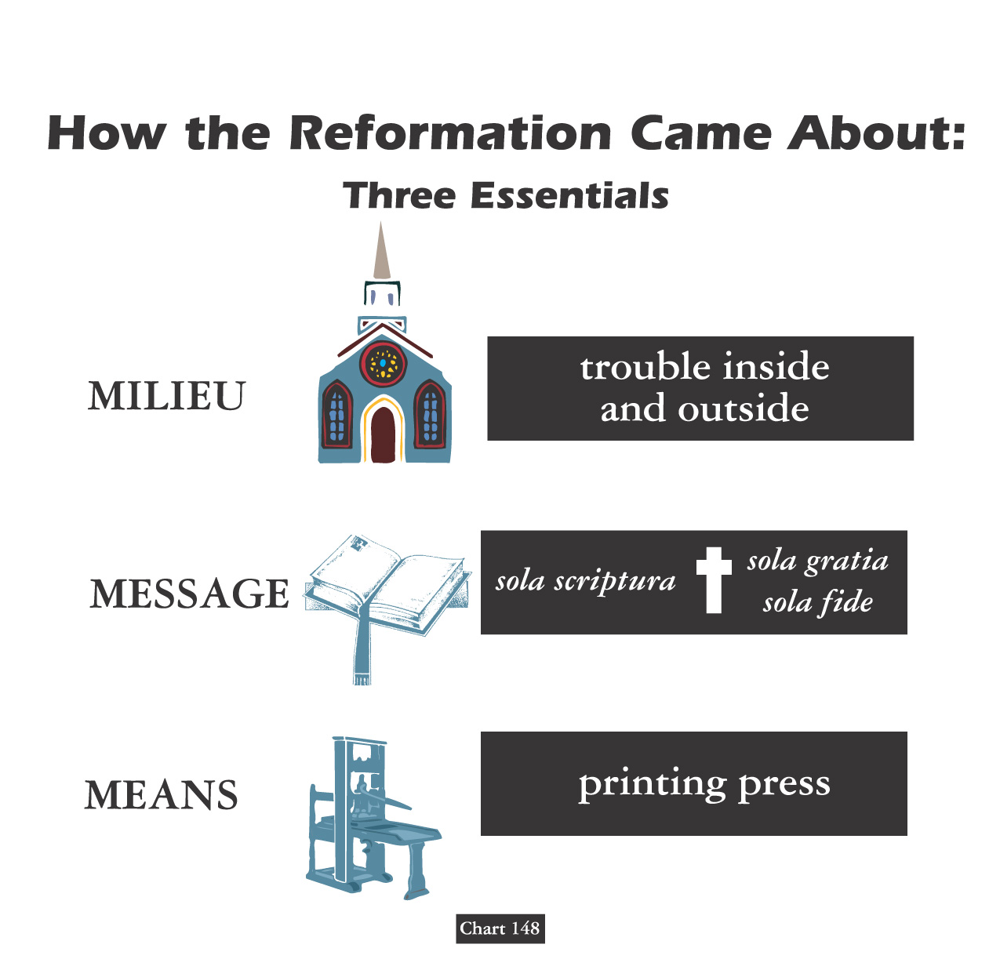 How the Reformation Came About:
Three Essentials
MILIEU
trouble inside
and outside
MESSAGE
sola scriptura
sola gratia
sola fide
MEANS
printing press
Chart 148